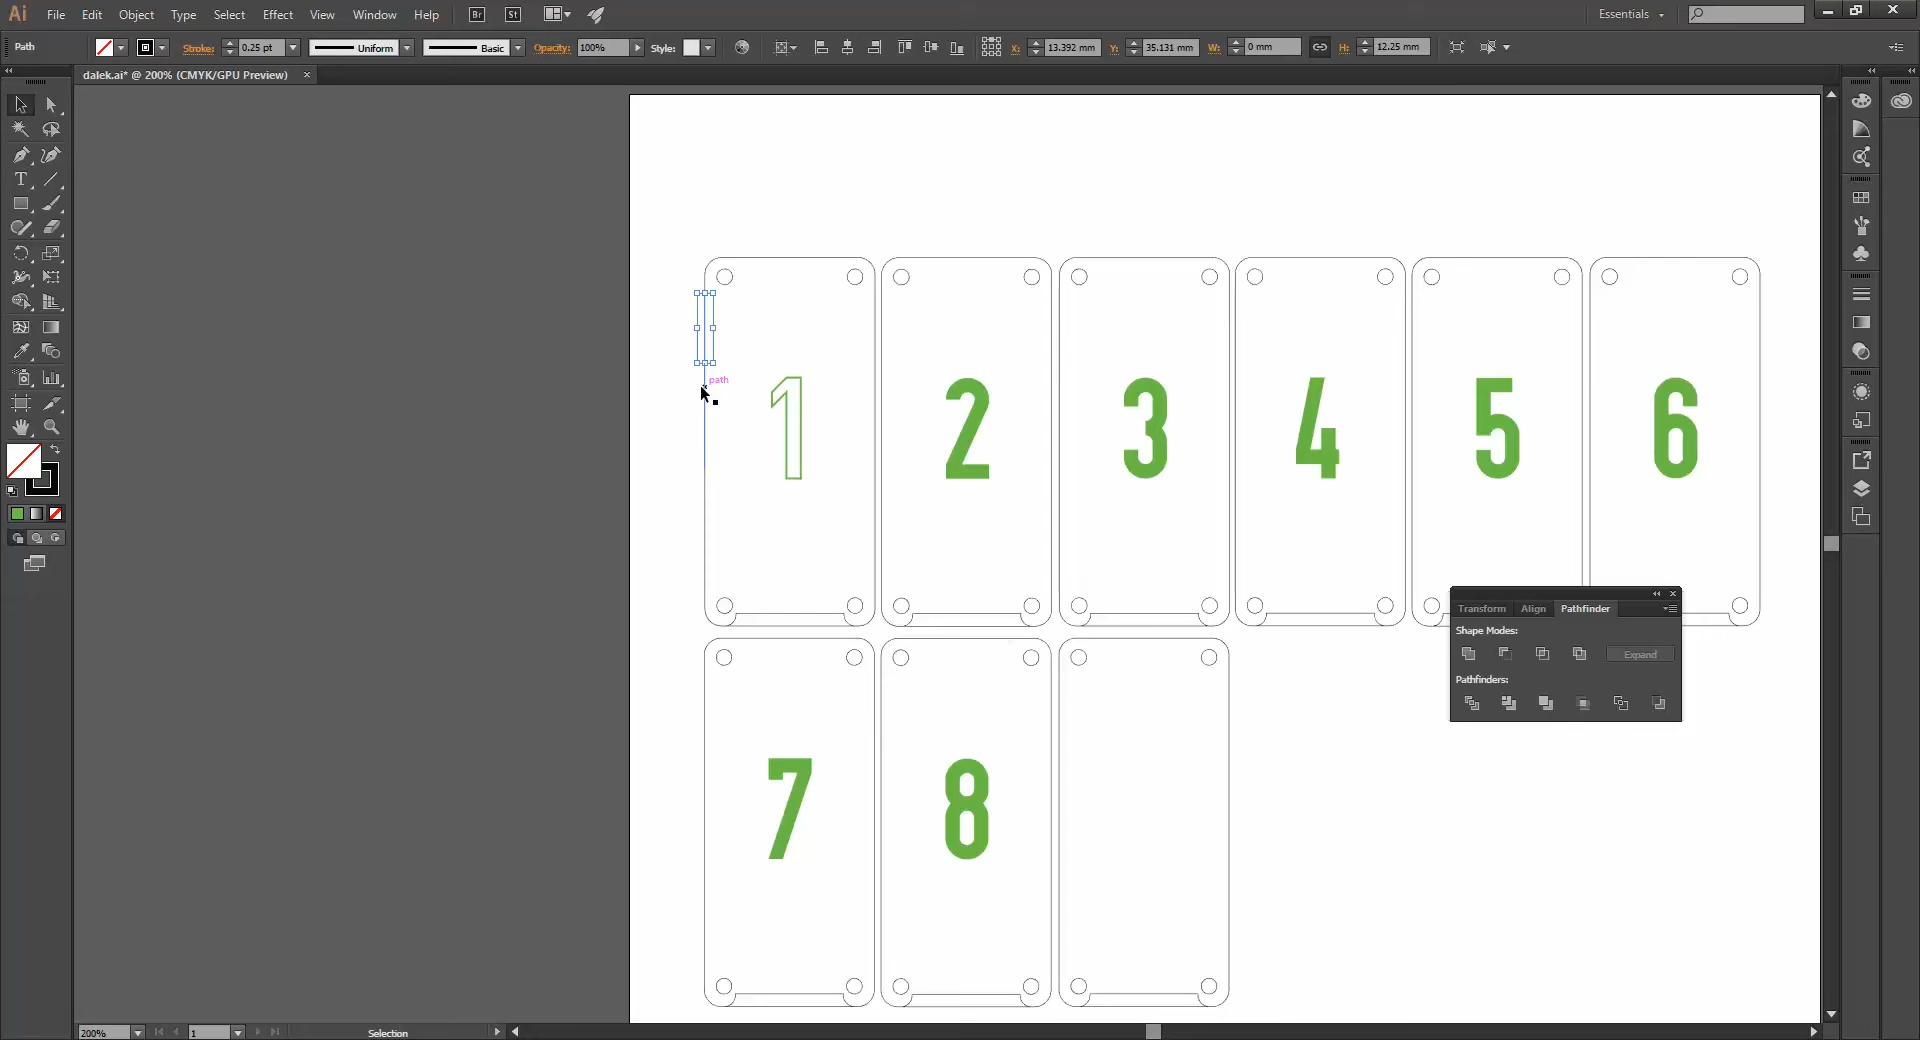 Ai File Edit Object Type Select Effect View Window Help Br St Essentials
Path Stroke: 0.25 pt Uniform Basic Opacity: 100% Style: X: 13.392 mm Y: 35.131 mm W: 0 mm H: 12.25 mm
dalek.ai* @ 200% (CMYK/GPU Preview) ×
path
1 2 3 4 5 6
Transform Align Pathfinder
Shape Modes:
Expand
Pathfinders:
7 8
200% 1 Selection